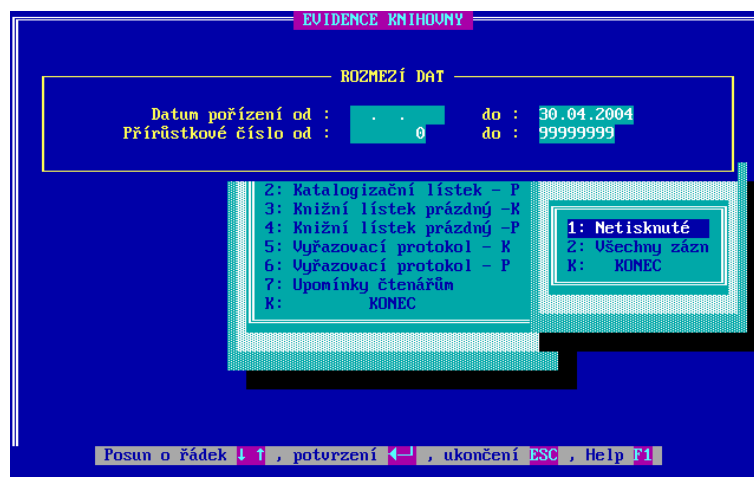 EVIDENCE KNIHOVNY
ROZMEZÍ DAT
Datum pořízení od : . . do : 30.04.2004
Přírůstkové číslo od : 0 do : 99999999
2: Katalogizační lístek - P
3: Knižní lístek prázdný -K
4: Knižní lístek prázdný -P
5: Vyřazovací protokol - K
6: Vyřazovací protokol - P
7: Upomínky čtenářům
K: KONEC
1: Netisknuté
2: Všechny zázn
K: KONEC
Posun o řádek ↓ ↑ , potvrzení ◄─┘ , ukončení ESC , Help F1